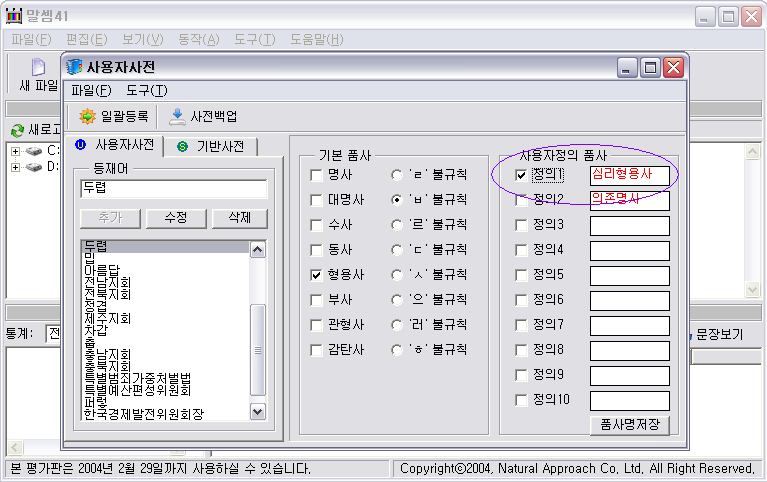 말셈41
파일(F) 편집(E) 보기(V) 동작(A) 도구(T) 도움말(H)
새 파일
새로고
C:
D:
통계: 전
문장보기
사용자사전
파일(F) 도구(T)
일괄등록 사전백업
사용자사전 기반사전
등재어
두렵
추가 수정 삭제
두렵
밉
아름답
전남지회
전북지회
정결
제주지회
차갑
춥
충남지회
충북지회
특별범죄가중처벌법
특별예산편성위원회
퍼렇
한국경제발전위원회장
기본 품사
명사 'ㄹ' 불규칙
대명사 'ㅂ' 불규칙
수사 '르' 불규칙
동사 'ㄷ' 불규칙
형용사 'ㅅ' 불규칙
부사 '으' 불규칙
관형사 '러' 불규칙
감탄사 'ㅎ' 불규칙
사용자정의 품사
정의1 심리형용사
정의2 의존명사
정의3
정의4
정의5
정의6
정의7
정의8
정의9
정의10
품사명저장
본 평가판은 2004년 2월 29일까지 사용하실 수 있습니다.
Copyright©2004, Natural Approach Co, Ltd, All Right Reserved.